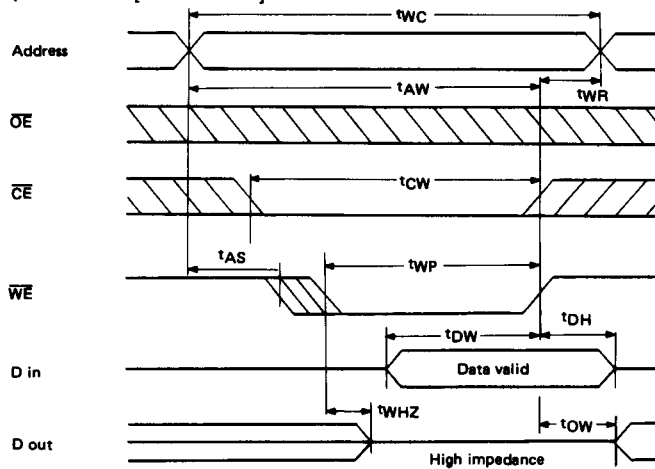 tWC
Address
tAW
tWR
OE
CE
tCW
tAS
tWP
WE
tDW
tDH
D in
Data valid
tWHZ
tOW
D out
High impedance